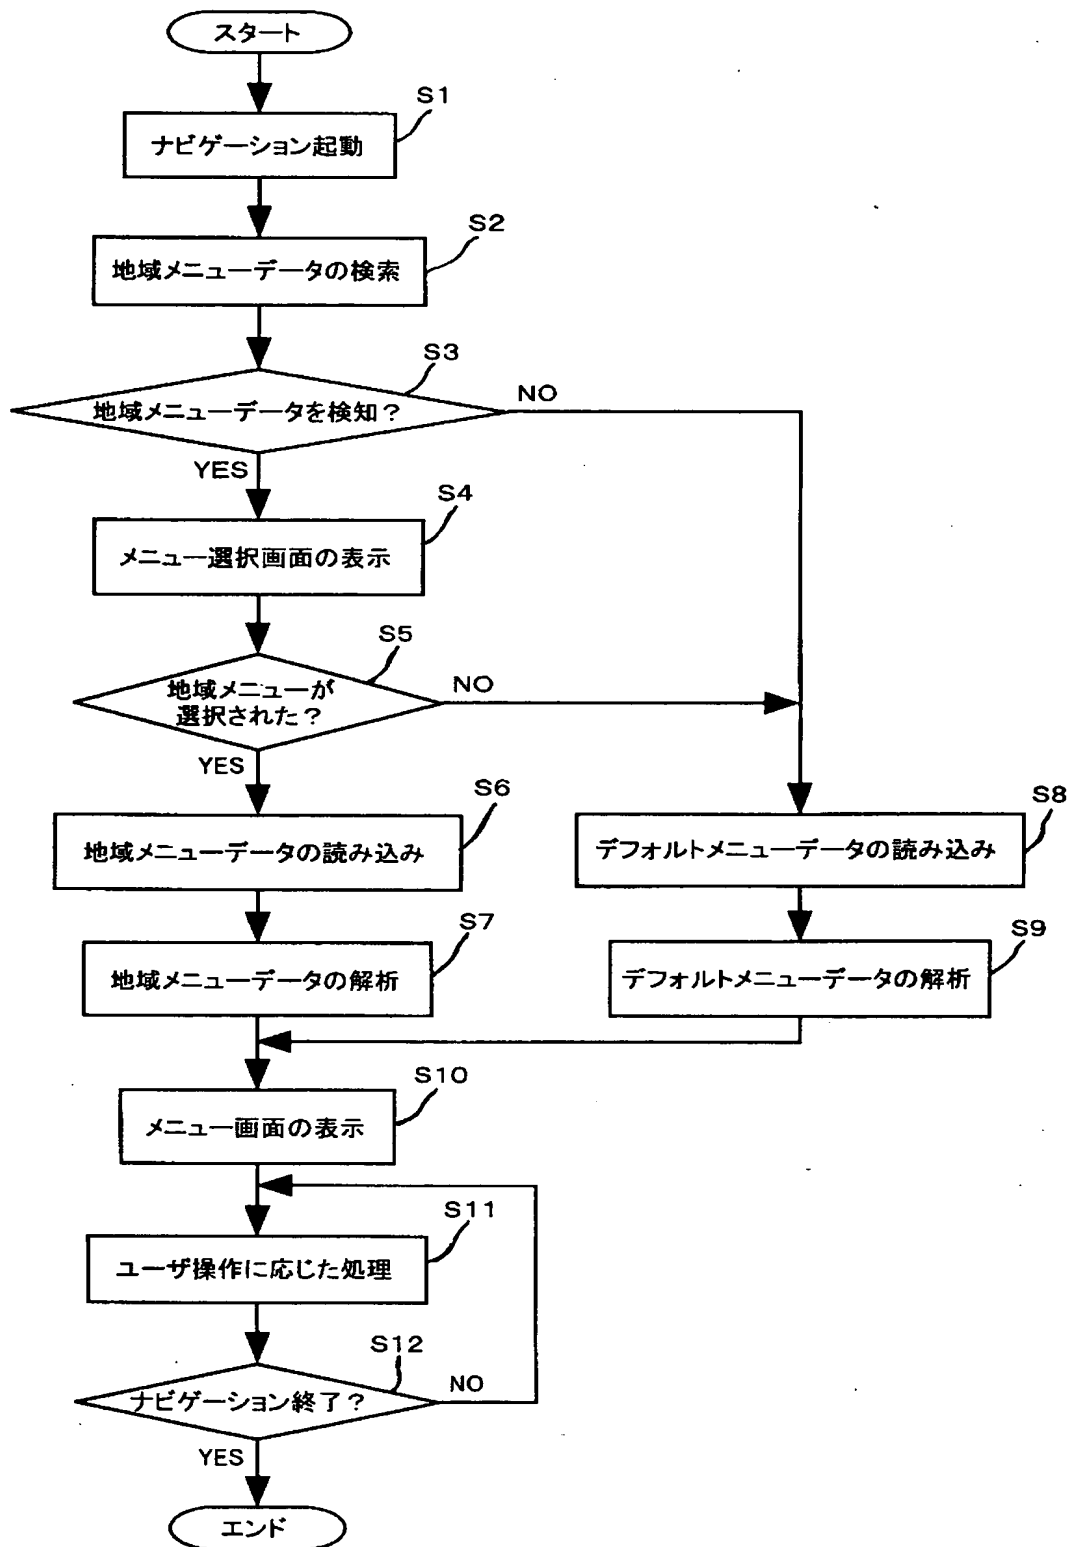 スタート
S1
ナビゲーション起動
S2
地域メニューデータの検索
S3
地域メニューデータを検知？
NO
YES
S4
メニュー選択画面の表示
S5
地域メニューが
選択された？
NO
YES
S6
地域メニューデータの読み込み
S8
デフォルトメニューデータの読み込み
S7
地域メニューデータの解析
S9
デフォルトメニューデータの解析
S10
メニュー画面の表示
S11
ユーザ操作に応じた処理
S12
ナビゲーション終了？
NO
YES
エンド